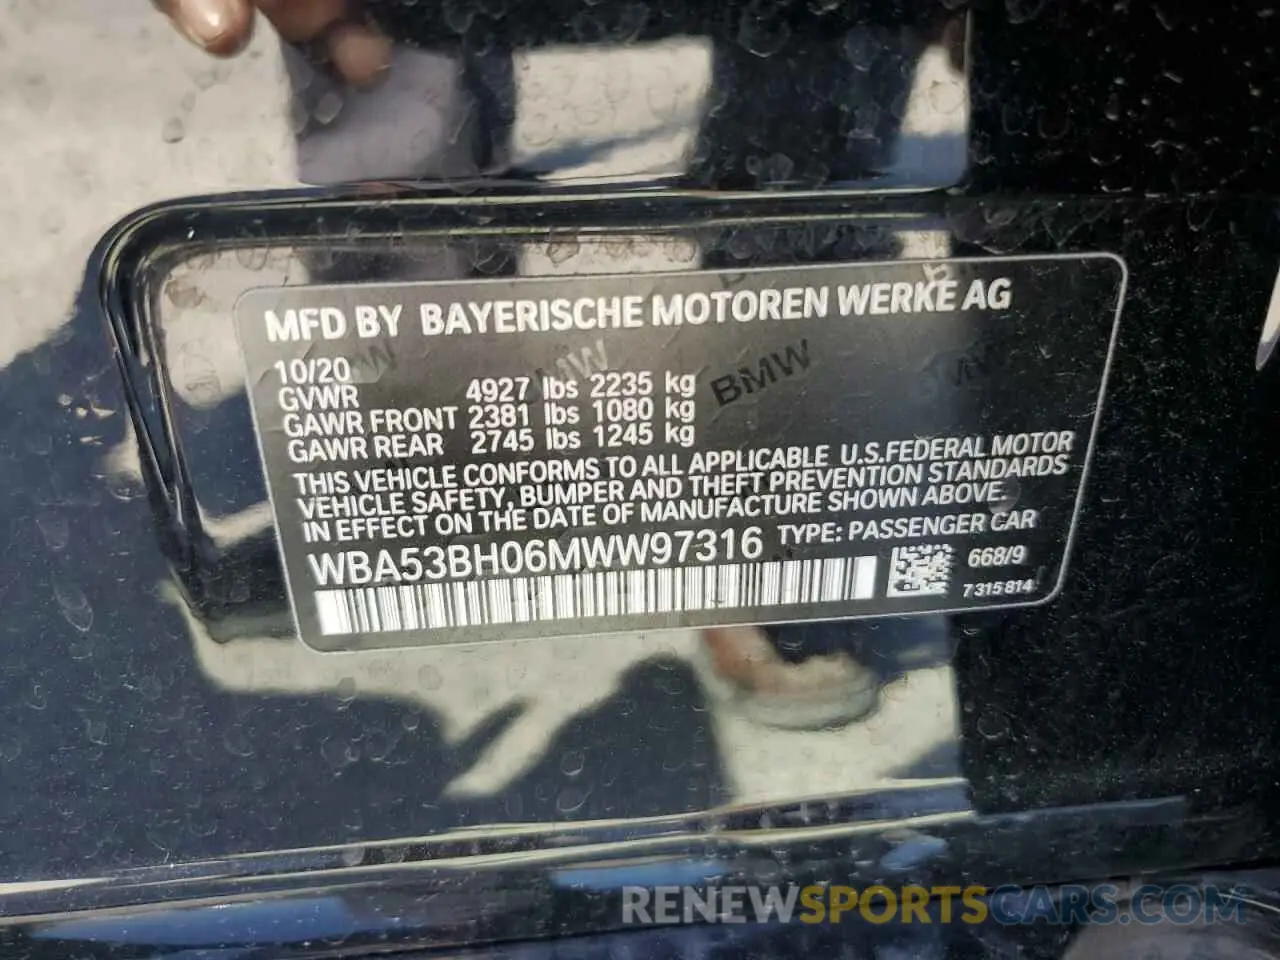 MFD BY BAYERISCHE MOTOREN WERKE AG
10/20
GVWR 4927 lbs 2235 kg
GAWR FRONT 2381 lbs 1080 kg
GAWR REAR 2745 lbs 1245 kg
THIS VEHICLE CONFORMS TO ALL APPLICABLE U.S.FEDERAL MOTOR
VEHICLE SAFETY, BUMPER AND THEFT PREVENTION STANDARDS
IN EFFECT ON THE DATE OF MANUFACTURE SHOWN ABOVE.
WBA53BH06MWW97316 TYPE: PASSENGER CAR
668/9
7315814
BMW
BMW
BMW
RENEWSPORTSCARS.COM